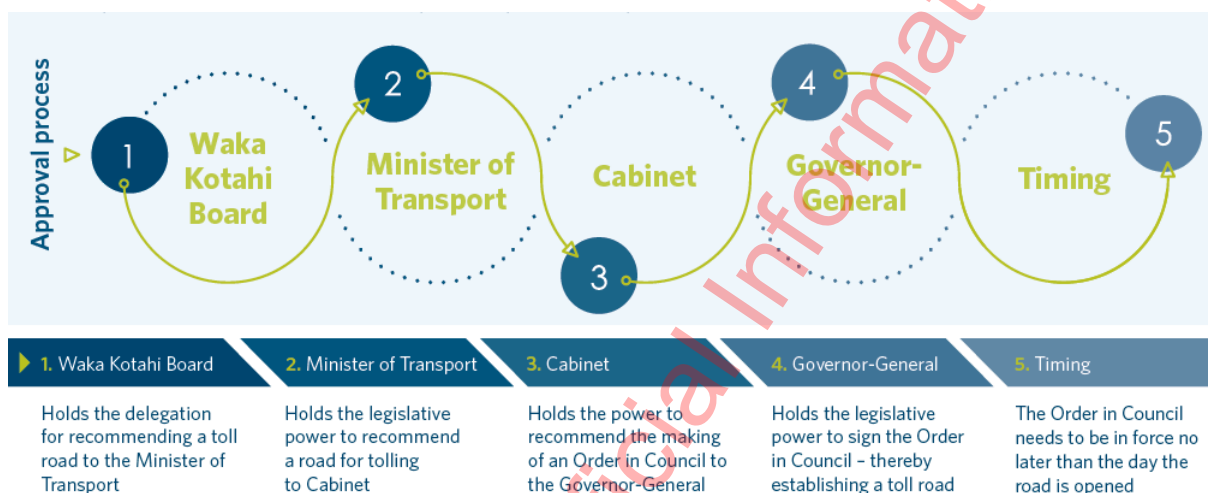 Approval process
1
Waka
Kotahi
Board
2
Minister of
Transport
Cabinet
3
4
Governor-
General
Timing
5
1. Waka Kotahi Board
2. Minister of Transport
3. Cabinet
4. Governor-General
5. Timing
Holds the delegation
for recommending a toll
road to the Minister of
Transport
Holds the legislative
power to recommend
a road for tolling
to Cabinet
Holds the power to
recommend the making
of an Order in Council to
the Governor-General
Holds the legislative
power to sign the Order
in Council – thereby
establishing a toll road
The Order in Council
needs to be in force no
later than the day the
road is opened